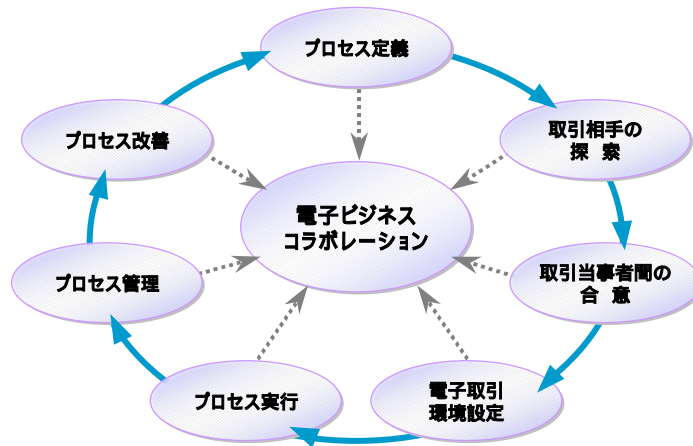 プロセス定義
取引相手の
探 索
取引当事者間の
合 意
電子取引
環境設定
プロセス実行
プロセス管理
プロセス改善
電子ビジネス
コラボレーション